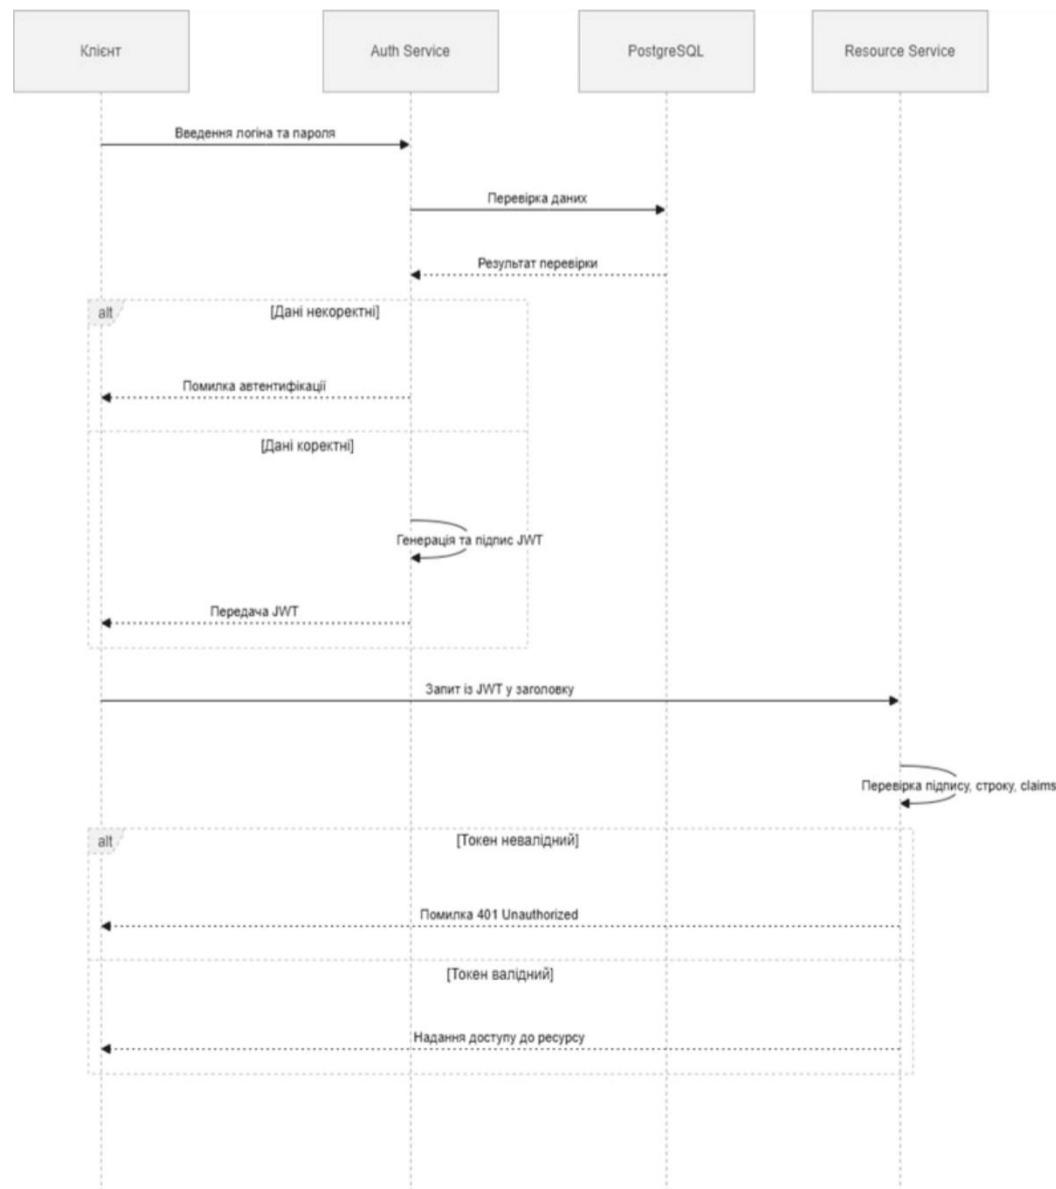 Клієнт
Auth Service
PostgreSQL
Resource Service
Введення логіна та пароля
Перевірка даних
Результат перевірки
alt
[Дані некоректні]
Помилка автентифікації
[Дані коректні]
Генерація та підпис JWT
Передача JWT
Запит із JWT у заголовку
Перевірка підпису, строку, claims
alt
[Токен невалідний]
Помилка 401 Unauthorized
[Токен валідний]
Надання доступу до ресурсу